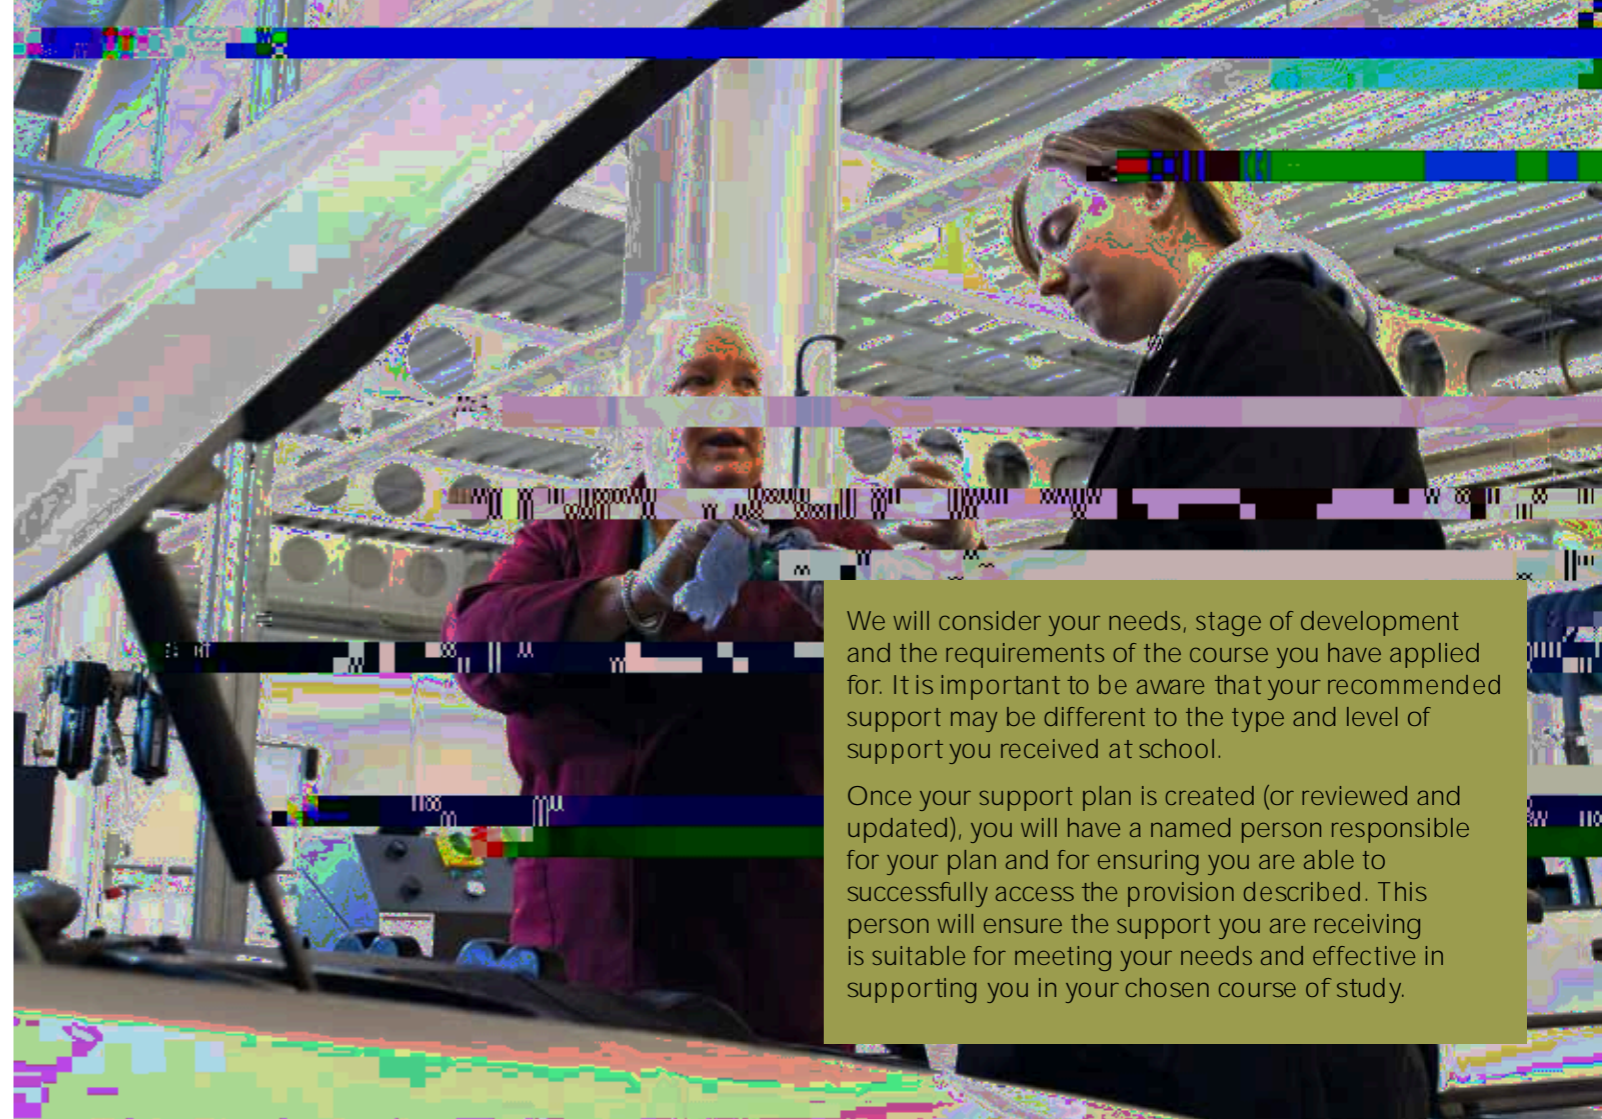 We will consider your needs, stage of development
and the requirements of the course you have applied
for. It is important to be aware that your recommended
support may be different to the type and level of
support you received at school.
Once your support plan is created (or reviewed and
updated), you will have a named person responsible
for your plan and for ensuring you are able to
successfully access the provision described. This
person will ensure the support you are receiving
is suitable for meeting your needs and effective in
supporting you in your chosen course of study.